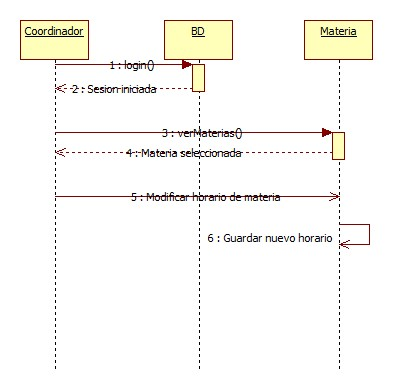 Coordinador
BD
Materia
1 : login()
2 : Sesion iniciada
3 : verMaterias()
4 : Materia seleccionada
5 : Modificar horario de materia
6 : Guardar nuevo horario